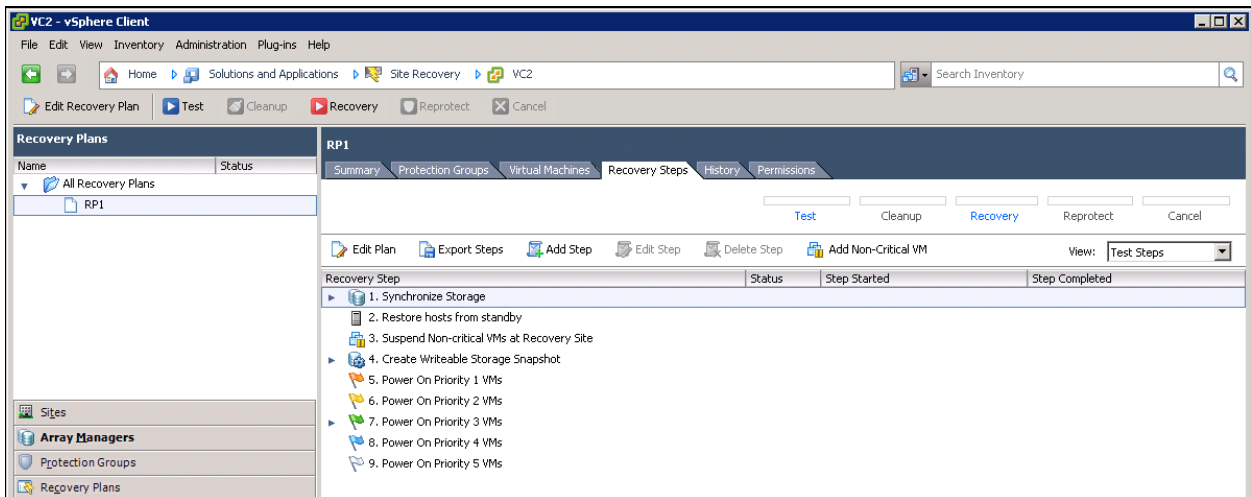 VC2 - vSphere Client
File Edit View Inventory Administration Plug-ins Help
Home Solutions and Applications Site Recovery VC2 Search Inventory
Edit Recovery Plan Test Cleanup Recovery Reprotect Cancel
Recovery Plans
Name Status
All Recovery Plans
RP1
Sites
Array Managers
Protection Groups
Recovery Plans
RP1
Summary Protection Groups Virtual Machines Recovery Steps History Permissions
Test Cleanup Recovery Reprotect Cancel
Edit Plan Export Steps Add Step Edit Step Delete Step Add Non-Critical VM View: Test Steps
Recovery Step Status Step Started Step Completed
1. Synchronize Storage
2. Restore hosts from standby
3. Suspend Non-critical VMs at Recovery Site
4. Create Writeable Storage Snapshot
5. Power On Priority 1 VMs
6. Power On Priority 2 VMs
7. Power On Priority 3 VMs
8. Power On Priority 4 VMs
9. Power On Priority 5 VMs